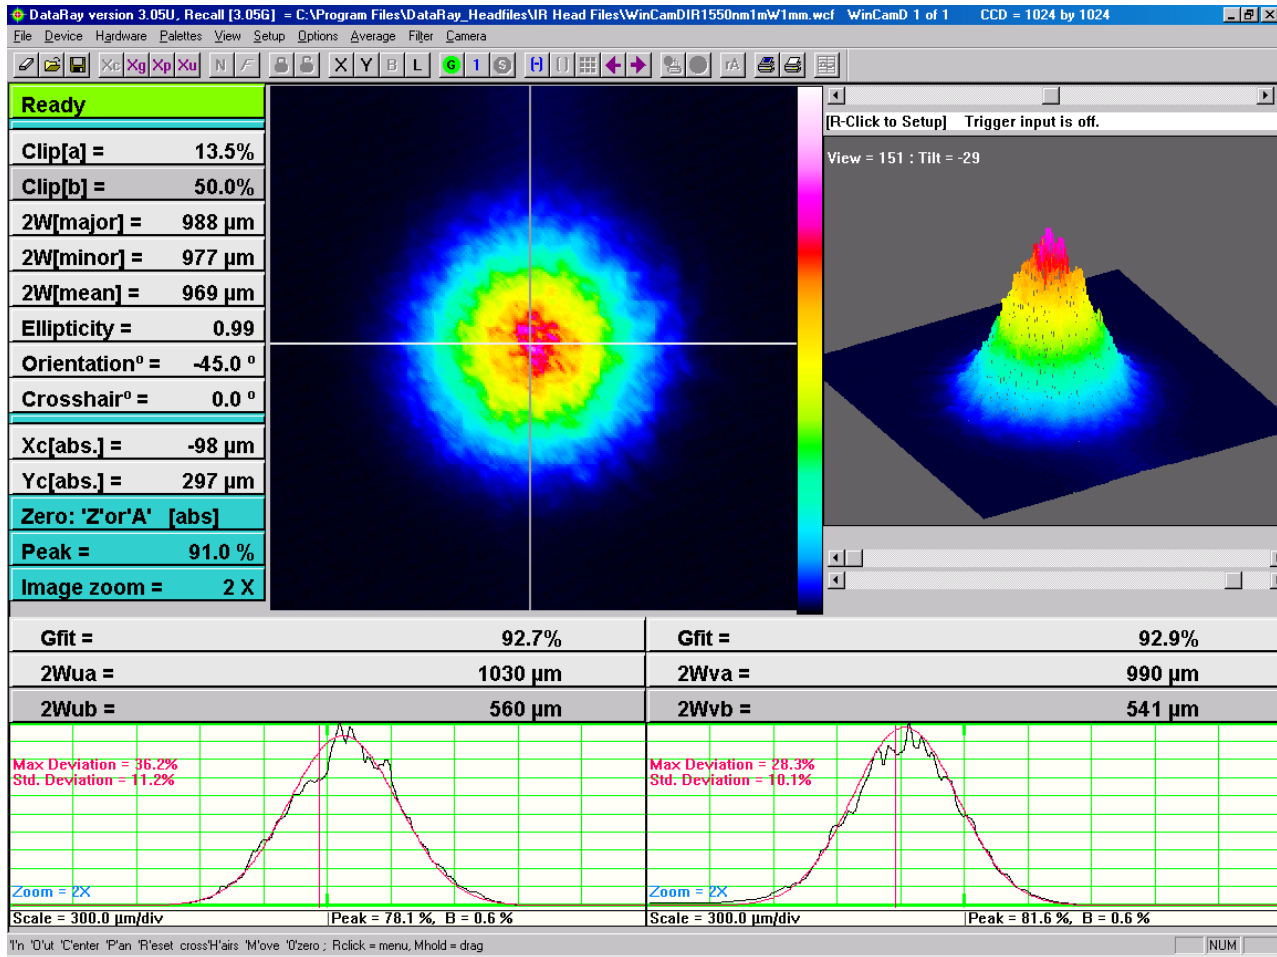 DataRay version 3.05U, Recall [3.05G] = C:\Program Files\DataRay_Headfiles\IR Head Files\WinCamDIR1550nm1mW1mm.wcf WinCamD 1 of 1 CCD = 1024 by 1024
File Device Hardware Palettes View Setup Options Average Filter Camera
Xc Xg Xp Xu N F X Y B L G 1 S rA
Ready
[R-Click to Setup] Trigger input is off.
Clip[a] = 13.5%
View = 151 : Tilt = -29
Clip[b] = 50.0%
2W[major] = 988 µm
2W[minor] = 977 µm
2W[mean] = 969 µm
Ellipticity = 0.99
Orientationº = -45.0 º
Crosshairº = 0.0 º
Xc[abs.] = -98 µm
Yc[abs.] = 297 µm
Zero: 'Z'or'A' [abs]
Peak = 91.0 %
Image zoom = 2 X
Gfit = 92.7%
2Wua = 1030 µm
2Wub = 560 µm
Gfit = 92.9%
2Wva = 990 µm
2Wvb = 541 µm
Max Deviation = 36.2%
Std. Deviation = 11.2%
Zoom = 2X
Scale = 300.0 µm/div Peak = 78.1 %, B = 0.6 %
Max Deviation = 28.3%
Std. Deviation = 10.1%
Zoom = 2X
Scale = 300.0 µm/div Peak = 81.6 %, B = 0.6 %
'I'n 'O'ut 'C'enter 'P'an 'R'eset cross'H'airs 'M'ove '0'zero ; Rclick = menu, Mhold = drag NUM